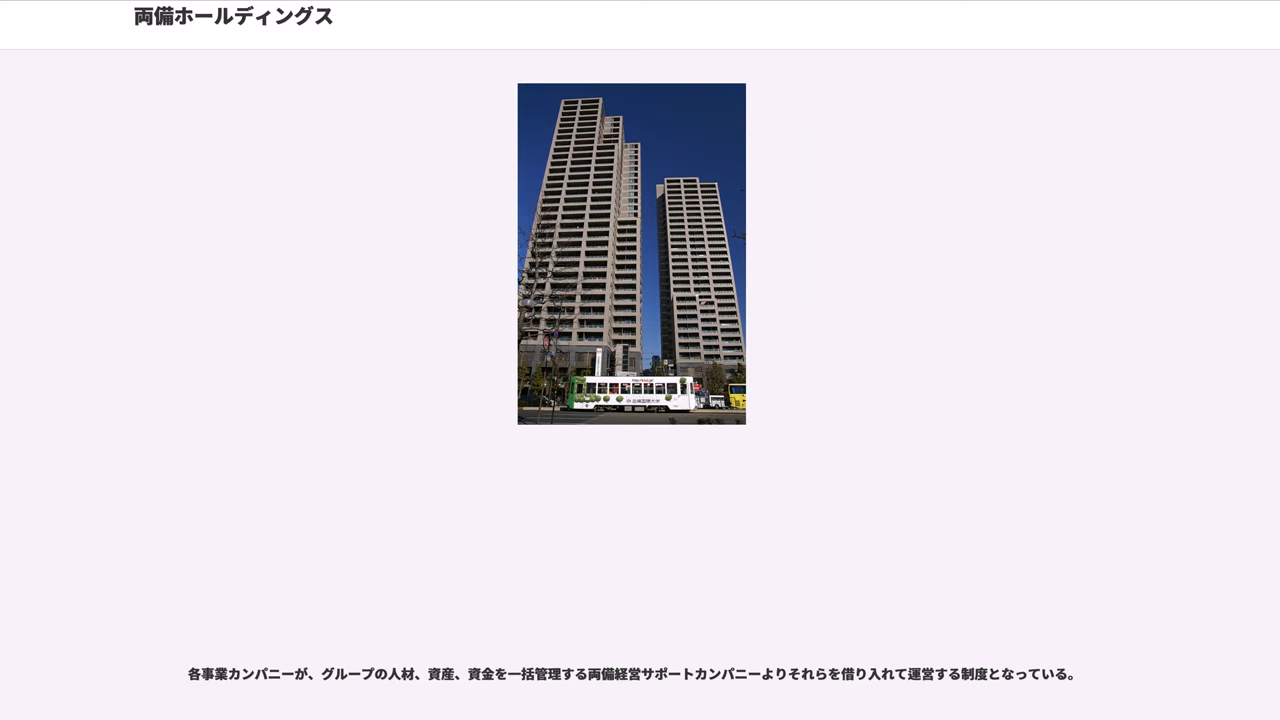 両備ホールディングス
各事業カンパニーが、グループの人材、資産、資金を一括管理する両備経営サポートカンパニーよりそれらを借り入れて運営する制度となっている。